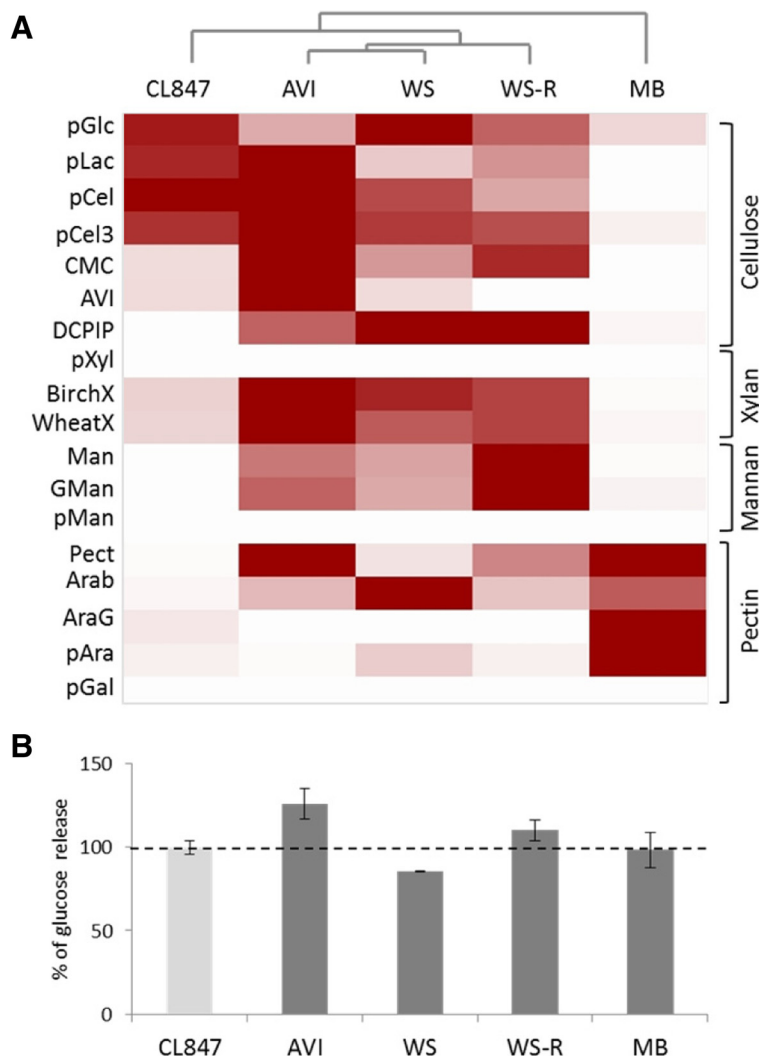 A
CL847 AVI WS WS-R MB
pGlc
pLac
pCel
pCel3
CMC
AVI
DCPIP
Cellulose
pXyl
BirchX
WheatX
Xylan
Man
GMan
pMan
Mannan
Pect
Arab
AraG
pAra
pGal
Pectin
B
% of glucose release
150
100
50
0
CL847 AVI WS WS-R MB